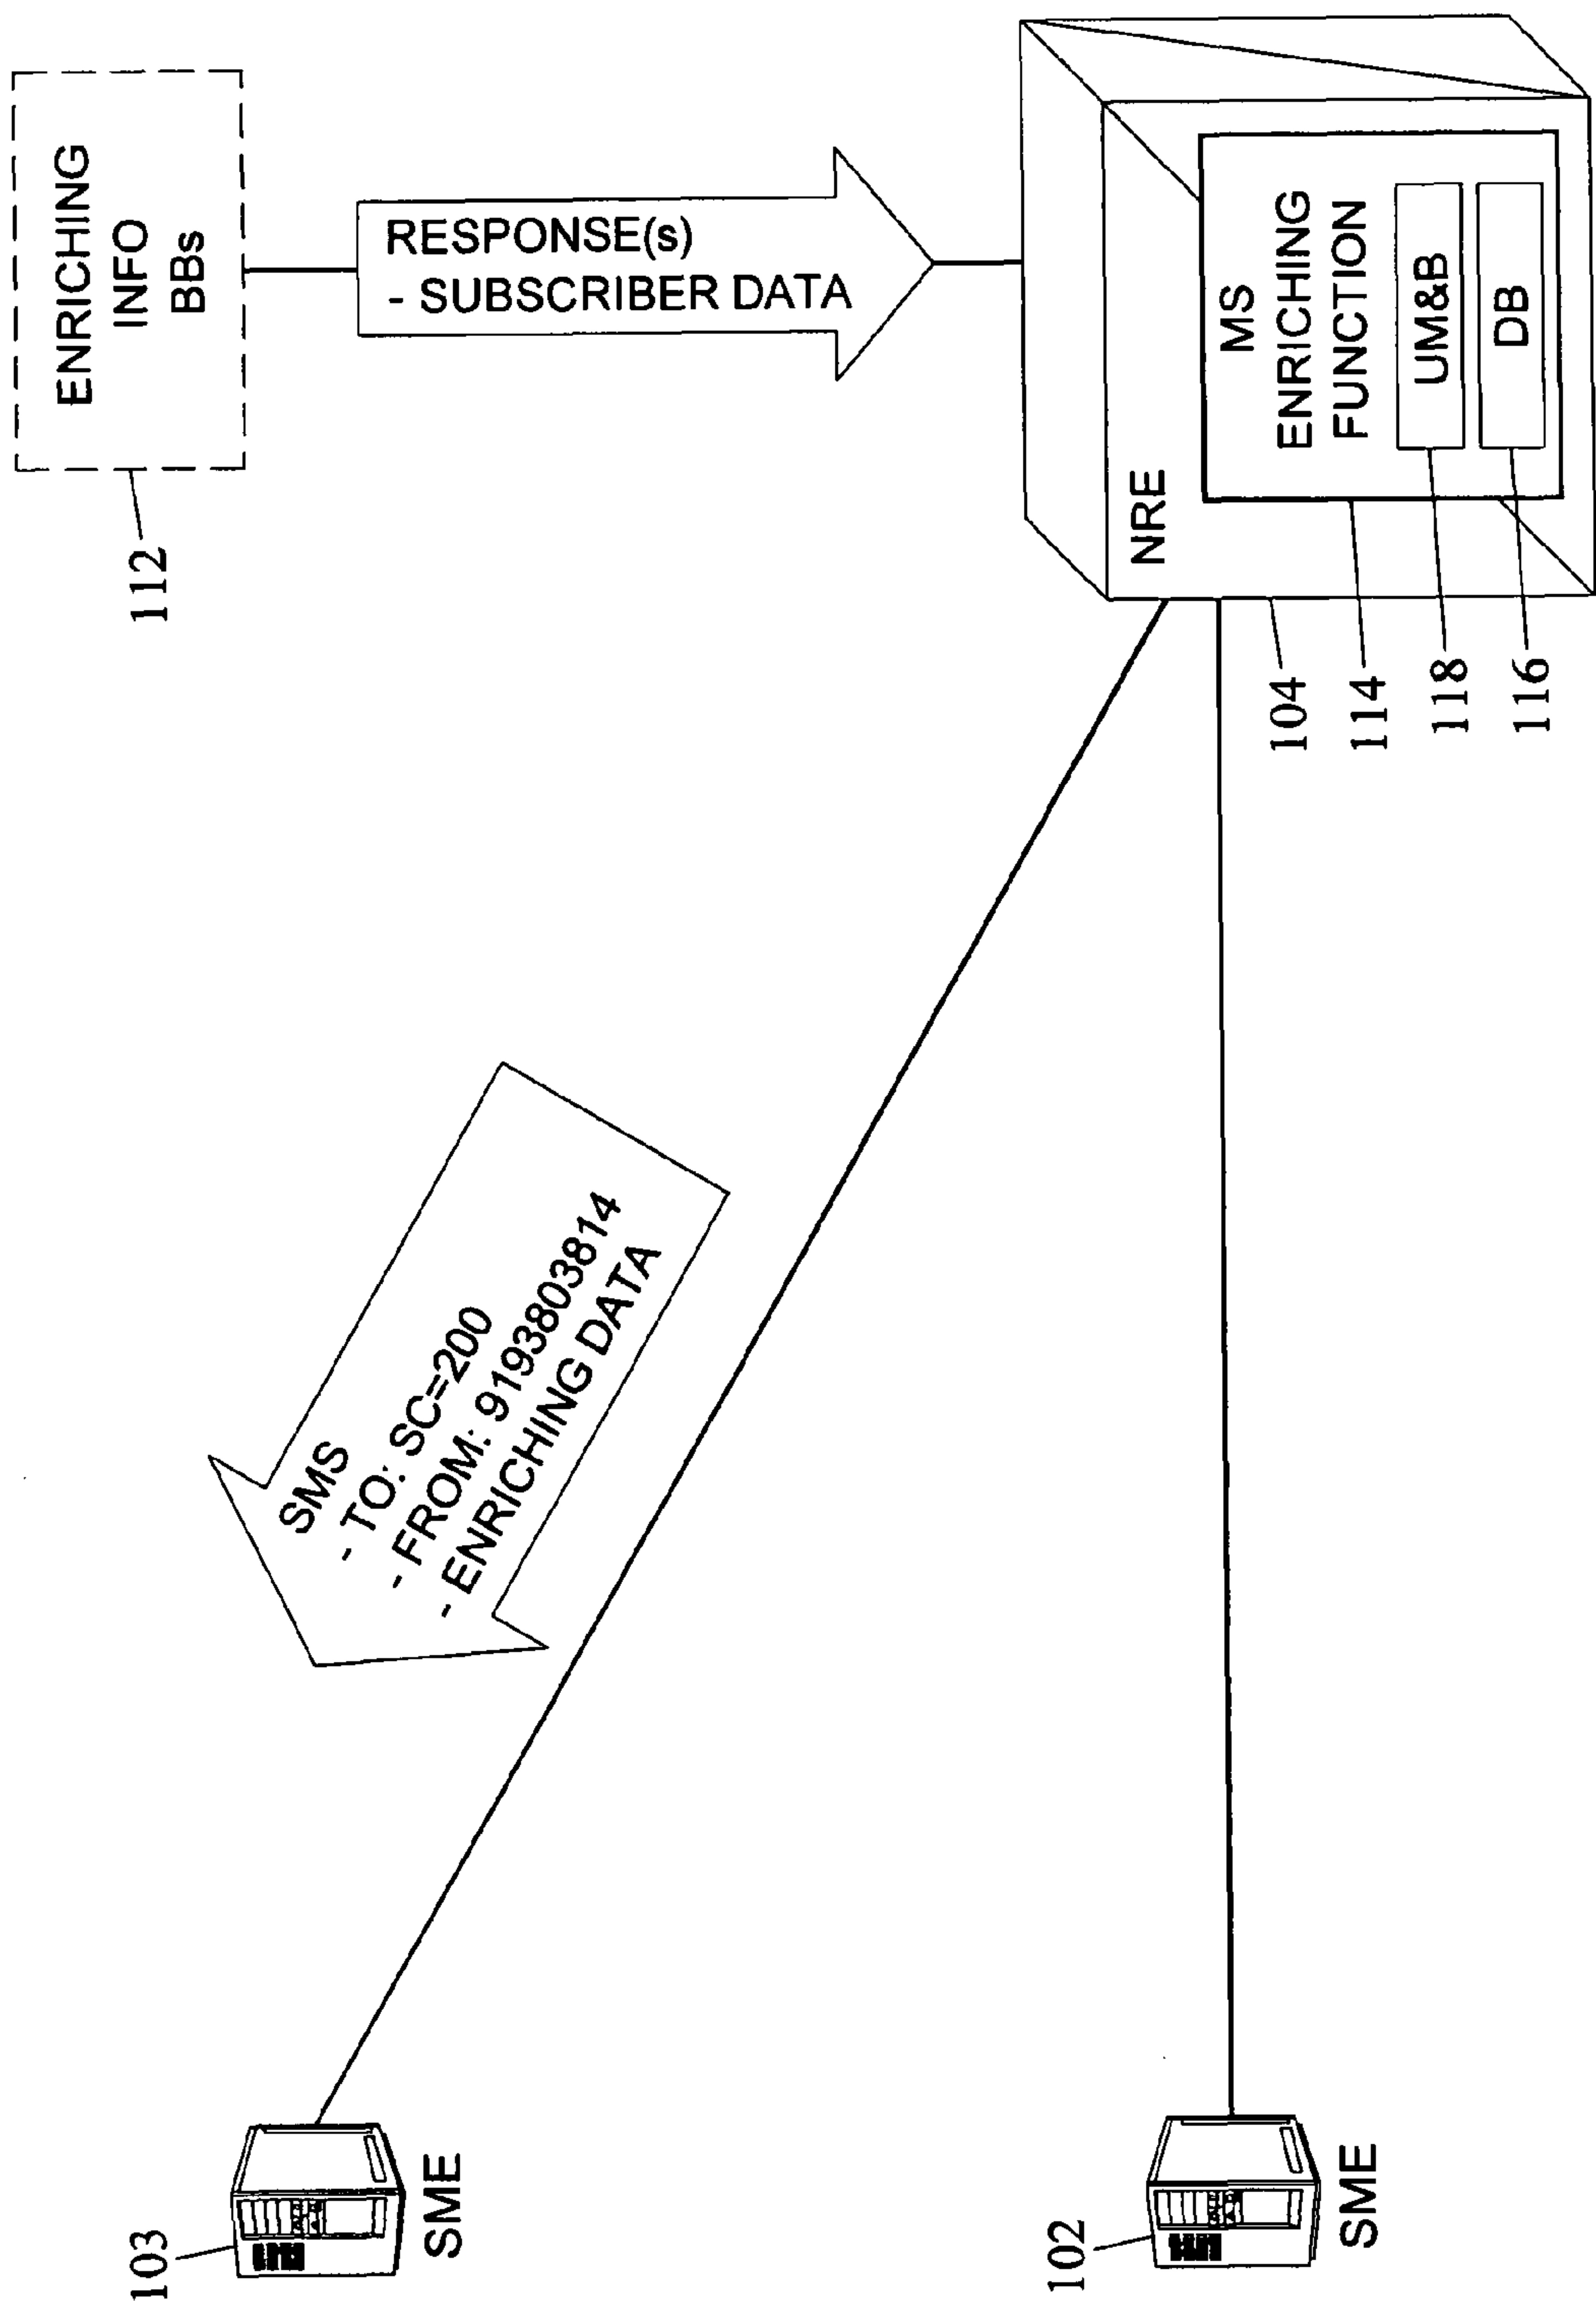 ENRICHING
INFO
BBs
112
RESPONSE(s)
- SUBSCRIBER DATA
NRE
MS
ENRICHING
FUNCTION
UM&B
DB
104
114
118
116
SMS
- TO: SC=200
- FROM: 9193803814
- ENRICHING DATA
103
SME
102
SME